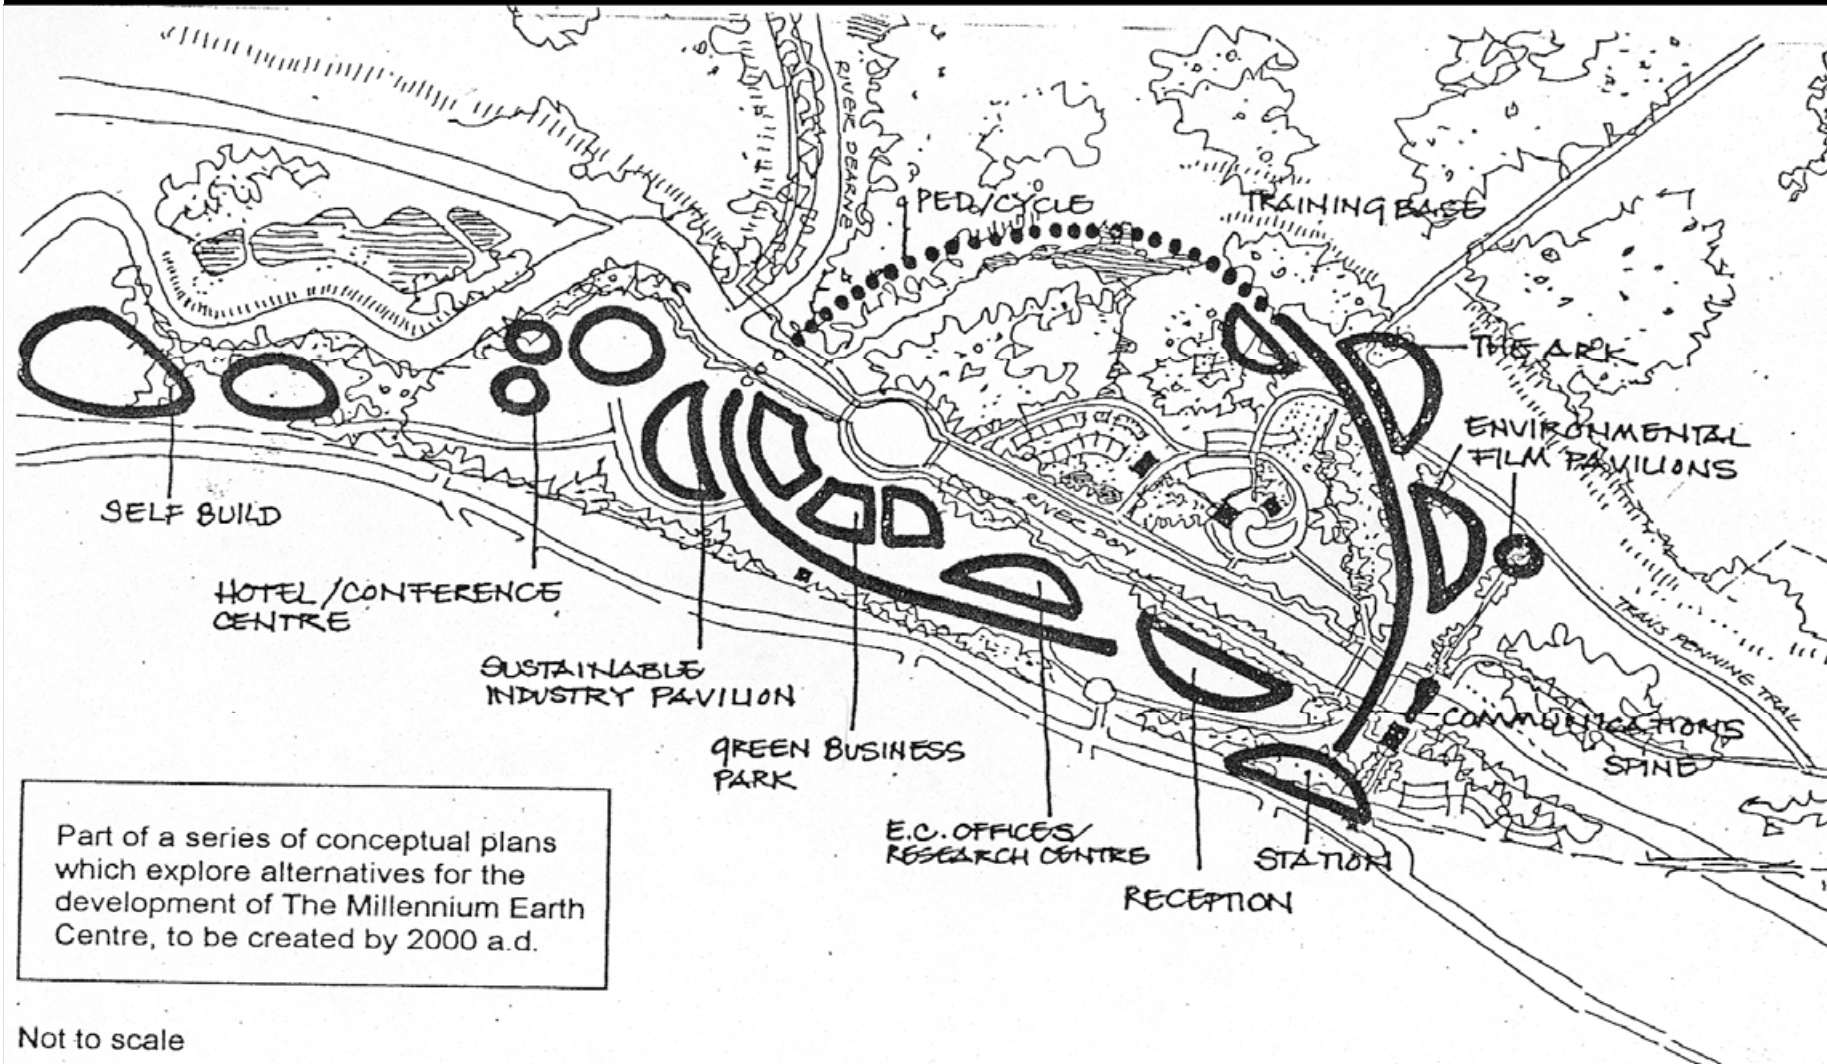 RIVER DEARNE
PED/CYCLE
TRAINING BASE
THE ARK
ENVIRONMENTAL
FILM PAVILIONS
SELF BUILD
RIVER DON
HOTEL/CONFERENCE
CENTRE
TRANS PENNINE TRAIL
SUSTAINABLE
INDUSTRY PAVILION
COMMUNICATIONS
SPINE
GREEN BUSINESS
PARK
E.C. OFFICES/
RESEARCH CENTRE
STATION
RECEPTION
Part of a series of conceptual plans
which explore alternatives for the
development of The Millennium Earth
Centre, to be created by 2000 a.d.
Not to scale